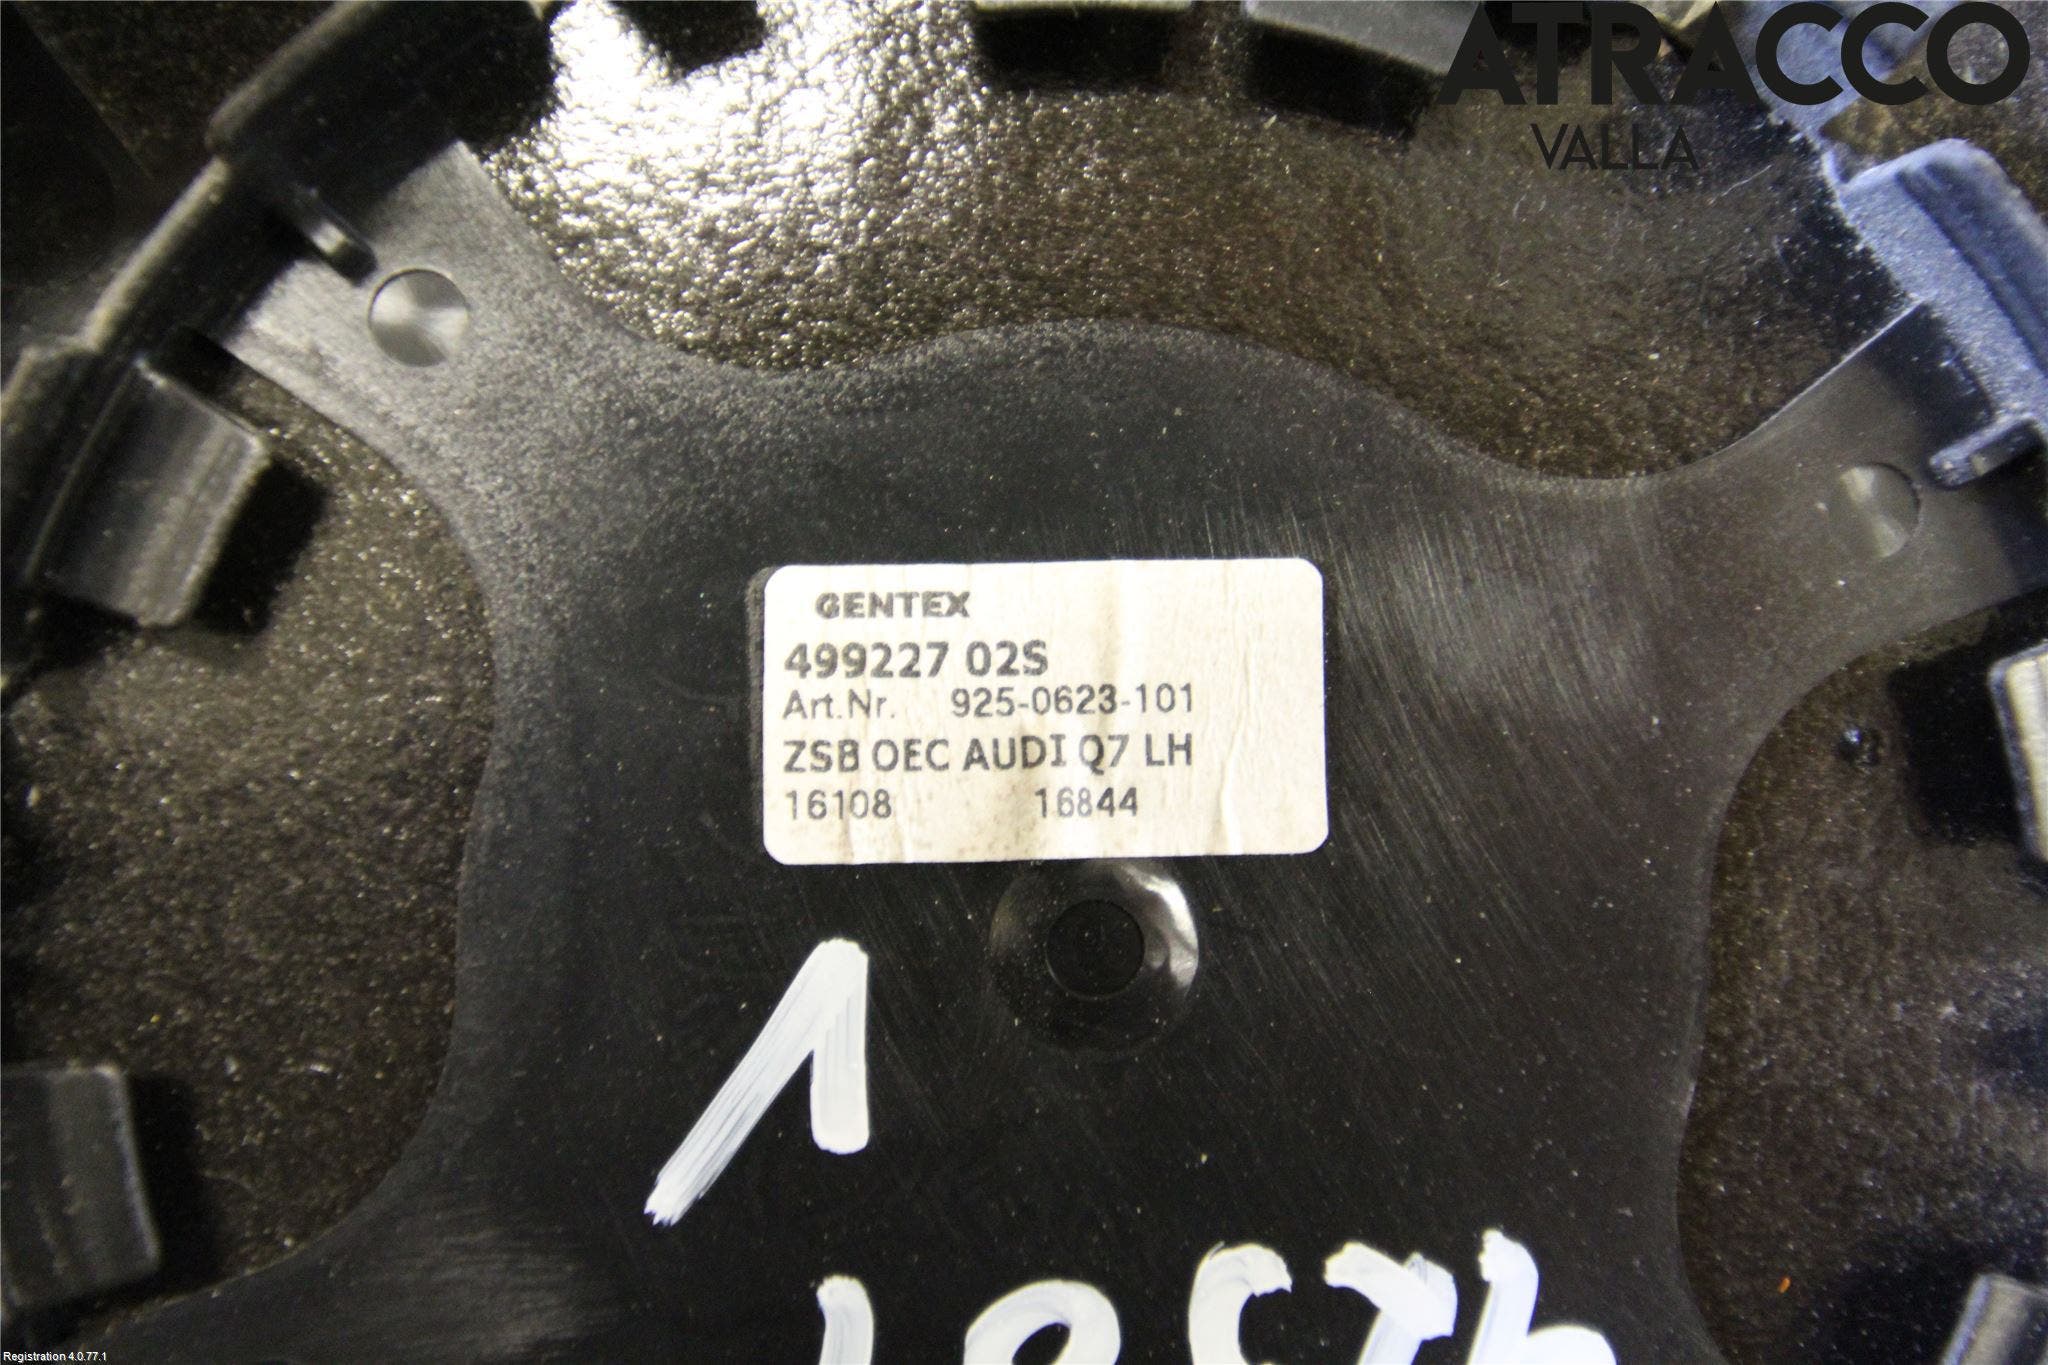 ATRACCO
VALLA
GENTEX
499227 02S
Art.Nr. 925-0623-101
ZSB OEC AUDI Q7 LH
16108 16844
1
Registration 4.0.77.1